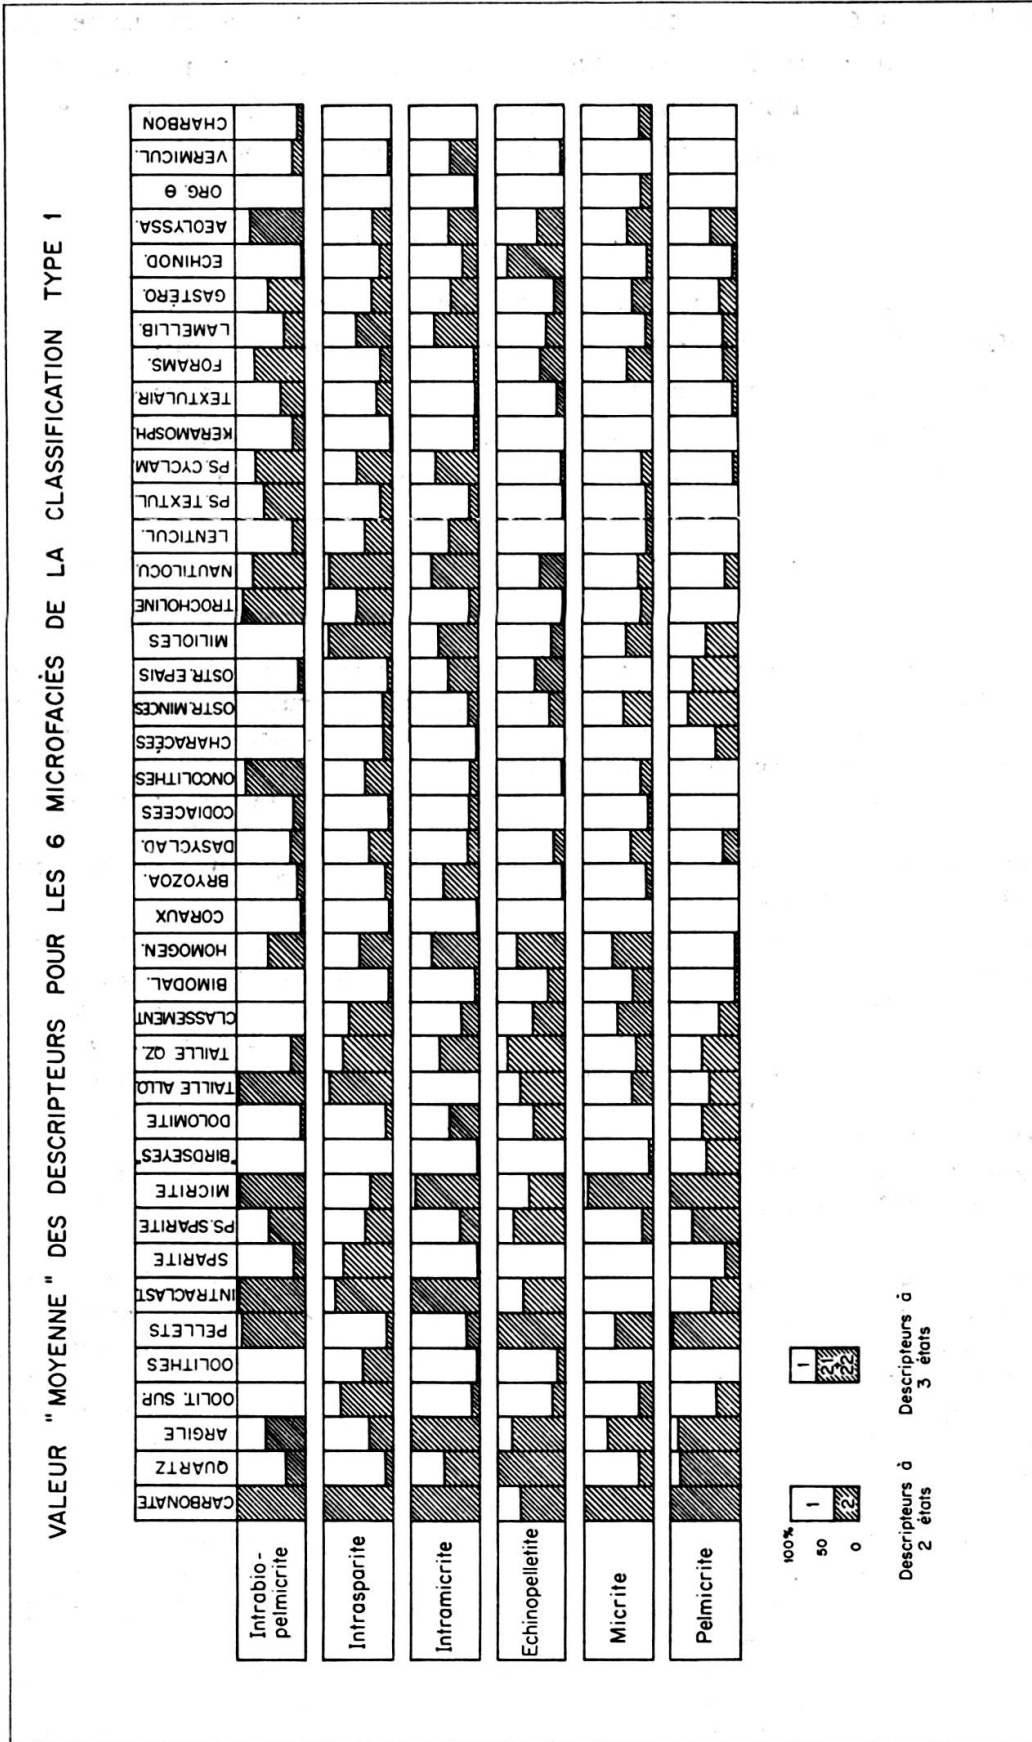 VALEUR "MOYENNE" DES DESCRIPTEURS POUR LES 6 MICROFACIÈS DE LA CLASSIFICATION TYPE 1
CARBONATE
QUARTZ
ARGILE
OOLIT. SUP
OOLITHES
PELLETS
INTRACLAST.
SPARITE
PS.SPARITE
MICRITE
"BIRDSEYES"
DOLOMITE
TAILLE ALLO
TAILLE QZ.
CLASSEMENT
BIMODAL.
HOMOGEN.
CORAUX
BRYOZOA.
DASYCLAD.
CODIACEES
ONCOLITHES
CHARACÉES
OSTR.MINCES
OSTR.EPAIS
MILIOLES
TROCHOLINE
NAUTILOCU.
LENTICUL.
PS.TEXTUL.
PS.CYCLAM.
KERAMOSPH.
TEXTULAIR.
FORAMS.
LAMELLIB.
GASTÉRO.
ECHINOD.
AEOLYSSA.
ORG. Θ
VERMICUL.
CHARBON
Intrabio-
pelmicrite
Intrasparite
Intramicrite
Echinopelletite
Micrite
Pelmicrite
100%
50
0
1
2
Descripteurs à
2 états
1
21
+
22
Descripteurs à
3 états